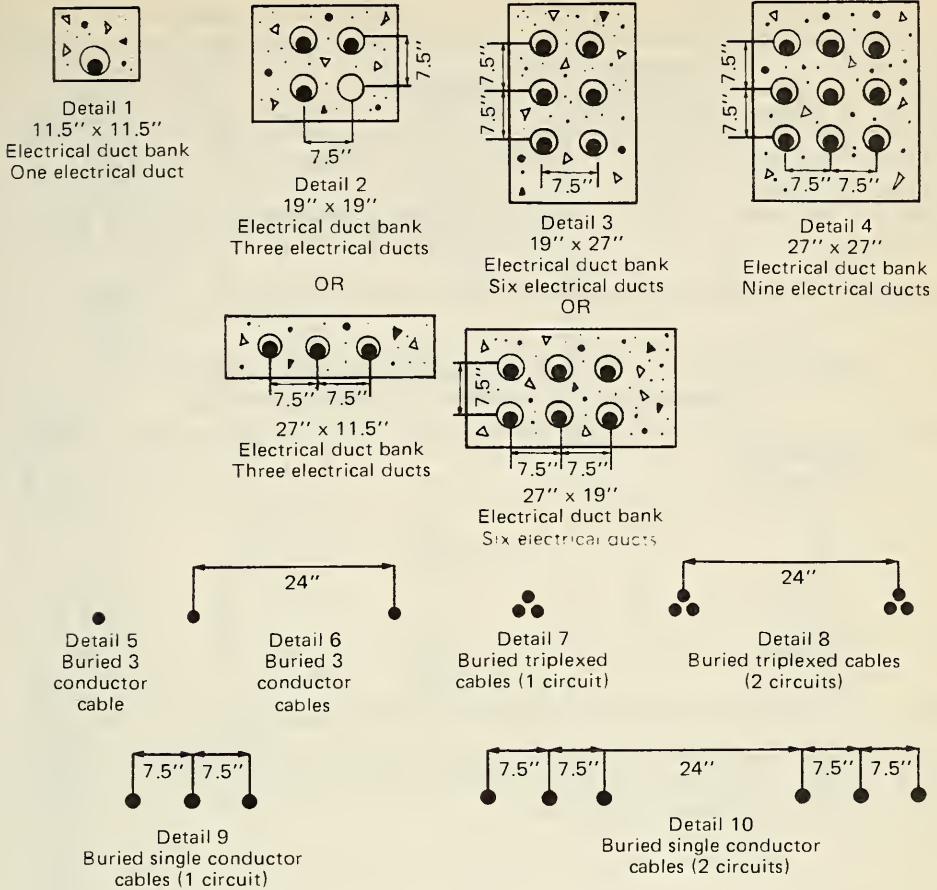 Detail 1
11.5" x 11.5"
Electrical duct bank
One electrical duct
7.5"
7.5"
Detail 2
19" x 19"
Electrical duct bank
Three electrical ducts
OR
7.5" 7.5"
27" x 11.5"
Electrical duct bank
Three electrical ducts
7.5"
7.5"
7.5"
Detail 3
19" x 27"
Electrical duct bank
Six electrical ducts
OR
7.5"
7.5" 7.5"
27" x 19"
Electrical duct bank
Six electrical ducts
7.5"
7.5"
7.5" 7.5"
Detail 4
27" x 27"
Electrical duct bank
Nine electrical ducts
Detail 5
Buried 3
conductor
cable
24"
Detail 6
Buried 3
conductor
cables
Detail 7
Buried triplexed
cables (1 circuit)
24"
Detail 8
Buried triplexed cables
(2 circuits)
7.5" 7.5"
Detail 9
Buried single conductor
cables (1 circuit)
7.5" 7.5" 24" 7.5" 7.5"
Detail 10
Buried single conductor
cables (2 circuits)